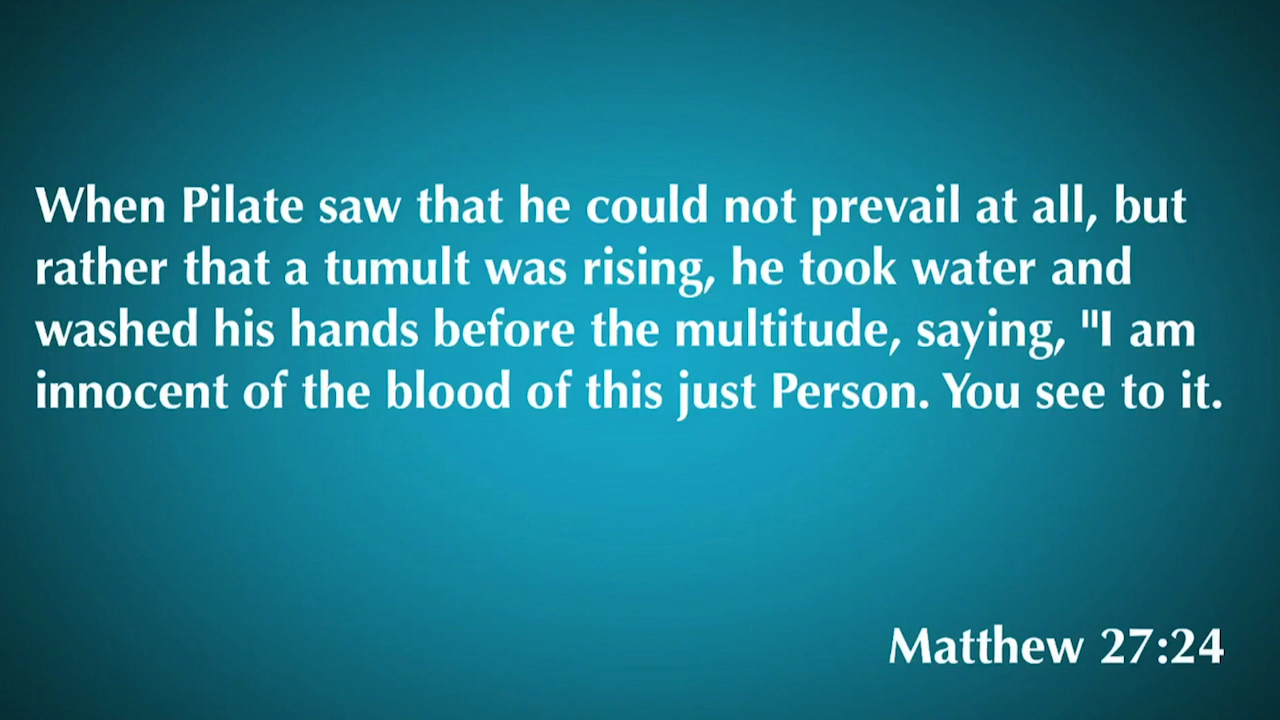 When Pilate saw that he could not prevail at all, but
rather that a tumult was rising, he took water and
washed his hands before the multitude, saying, "I am
innocent of the blood of this just Person. You see to it.
Matthew 27:24